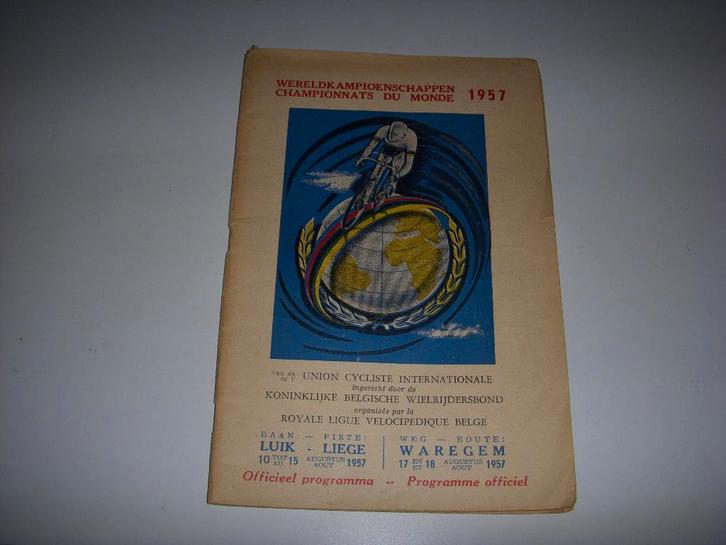 WERELDKAMPIOENSCHAPPEN
CHAMPIONNATS DU MONDE 1957
van de
de l' UNION CYCLISTE INTERNATIONALE
ingericht door de
KONINKLIJKE BELGISCHE WIELRIJDERSBOND
organisés par la
ROYALE LIGUE VELOCIPEDIQUE BELGE
BAAN — PISTE:
LUIK - LIEGE
10 TOT AU 15 AUGUSTUS AOUT 1957
WEG — ROUTE:
WAREGEM
17 EN ET 18 AUGUSTUS AOUT 1957
Officieel programma -- Programme officiel